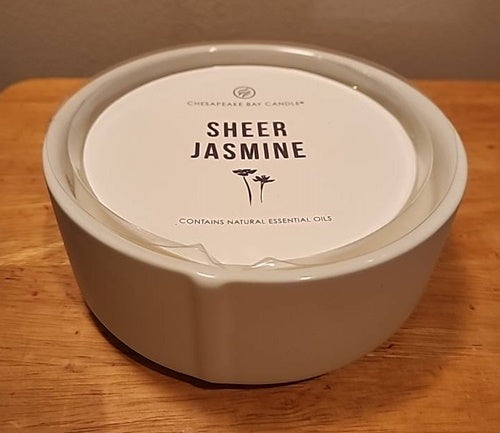 CHESAPEAKE BAY CANDLE®
SHEER
JASMINE
CONTAINS NATURAL ESSENTIAL OILS